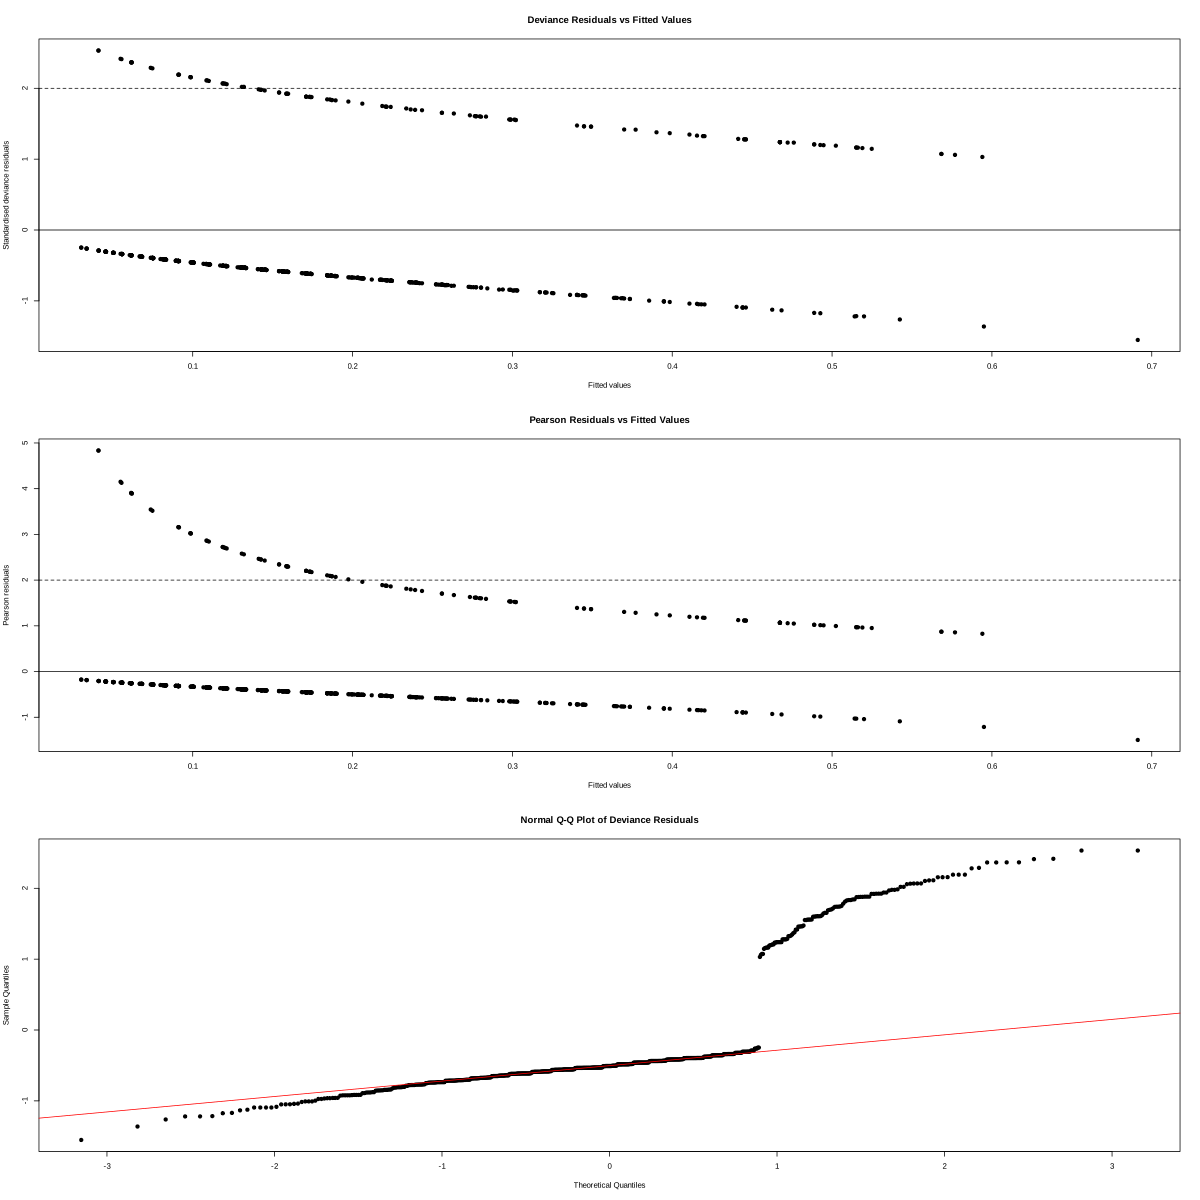 Deviance Residuals vs Fitted Values
Standardised deviance residuals
2
1
0
-1
0.1 0.2 0.3 0.4 0.5 0.6 0.7
Fitted values
Pearson Residuals vs Fitted Values
Pearson residuals
5
4
3
2
1
0
-1
0.1 0.2 0.3 0.4 0.5 0.6 0.7
Fitted values
Normal Q-Q Plot of Deviance Residuals
Sample Quantiles
2
1
0
-1
-3 -2 -1 0 1 2 3
Theoretical Quantiles